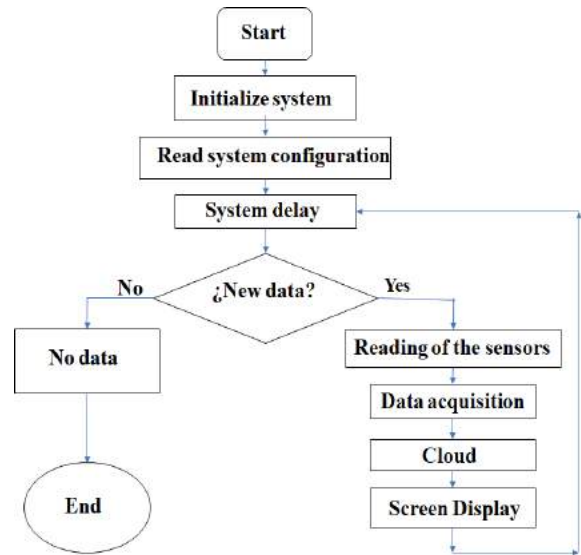 Start
Initialize system
Read system configuration
System delay
¿New data?
No
Yes
No data
Reading of the sensors
Data acquisition
Cloud
End
Screen Display